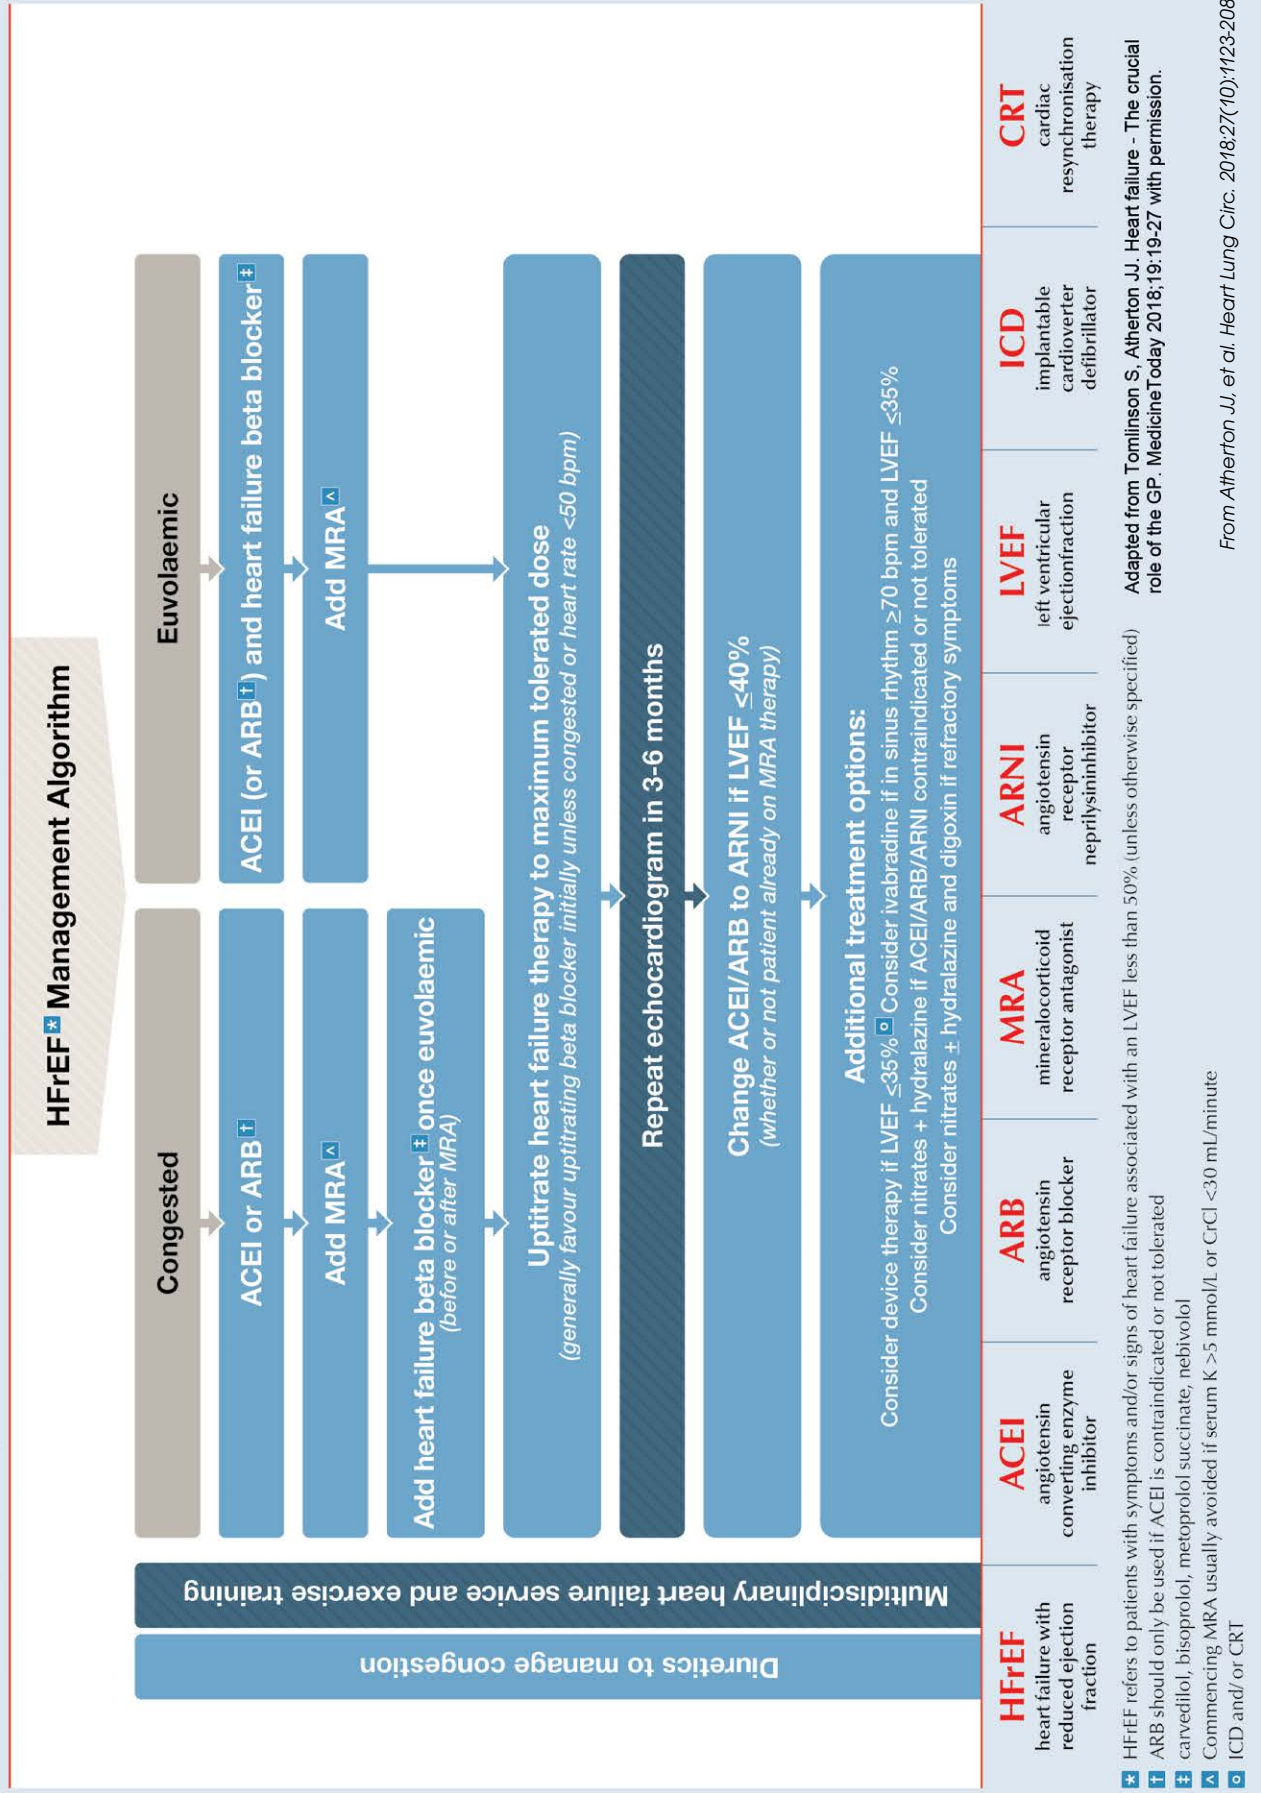 HFrEF* Management Algorithm
Diuretics to manage congestion
Multidisciplinary heart failure service and exercise training
Congested
ACEI or ARB†
Add MRA^
Add heart failure beta blocker‡ once euvolaemic
(before or after MRA)
Euvolaemic
ACEI (or ARB†) and heart failure beta blocker‡
Add MRA^
Uptitrate heart failure therapy to maximum tolerated dose
(generally favour uptitrating beta blocker initially unless congested or heart rate <50 bpm)
Repeat echocardiogram in 3-6 months
Change ACEI/ARB to ARNI if LVEF ≤40%
(whether or not patient already on MRA therapy)
Additional treatment options:
Consider device therapy if LVEF ≤35%° Consider ivabradine if in sinus rhythm ≥70 bpm and LVEF ≤35%
Consider nitrates + hydralazine if ACEI/ARB/ARNI contraindicated or not tolerated
Consider nitrates ± hydralazine and digoxin if refractory symptoms
HFrEF
heart failure with
reduced ejection
fraction
ACEI
angiotensin
converting enzyme
inhibitor
ARB
angiotensin
receptor blocker
MRA
mineralocorticoid
receptor antagonist
ARNI
angiotensin
receptor
neprilysininhibitor
LVEF
left ventricular
ejectionfraction
ICD
implantable
cardioverter
defibrillator
CRT
cardiac
resynchronisation
therapy
* HFrEF refers to patients with symptoms and/or signs of heart failure associated with an LVEF less than 50% (unless otherwise specified)
† ARB should only be used if ACEI is contraindicated or not tolerated
‡ carvedilol, bisoprolol, metoprolol succinate, nebivolol
^ Commencing MRA usually avoided if serum K >5 mmol/L or CrCl <30 mL/minute
° ICD and/ or CRT
Adapted from Tomlinson S, Atherton JJ. Heart failure - The crucial
role of the GP. MedicineToday 2018;19:19-27 with permission.
From Atherton JJ, et al. Heart Lung Circ. 2018;27(10):1123-208